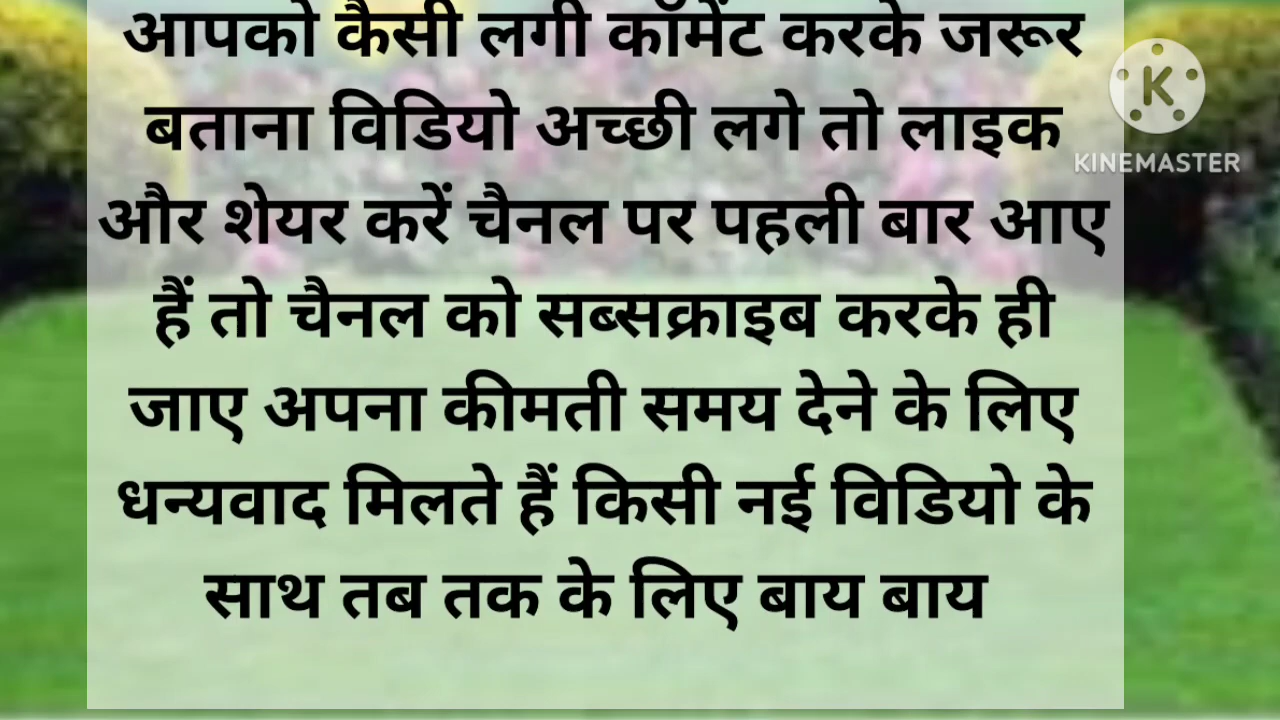 आपको कैसी लगी कॉमेंट करके जरूर
बताना विडियो अच्छी लगे तो लाइक
और शेयर करें चैनल पर पहली बार आए
हैं तो चैनल को सब्सक्राइब करके ही
जाए अपना कीमती समय देने के लिए
धन्यवाद मिलते हैं किसी नई विडियो के
साथ तब तक के लिए बाय बाय
K
KINEMASTER